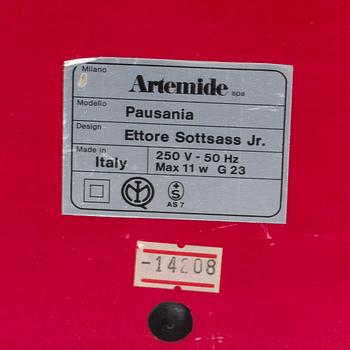 Milano
Artemide spa
Modello
Pausania
Design
Ettore Sottsass Jr.
Made in
Italy
250 V - 50 Hz
Max 11 w G 23
S
AS 7
-14208